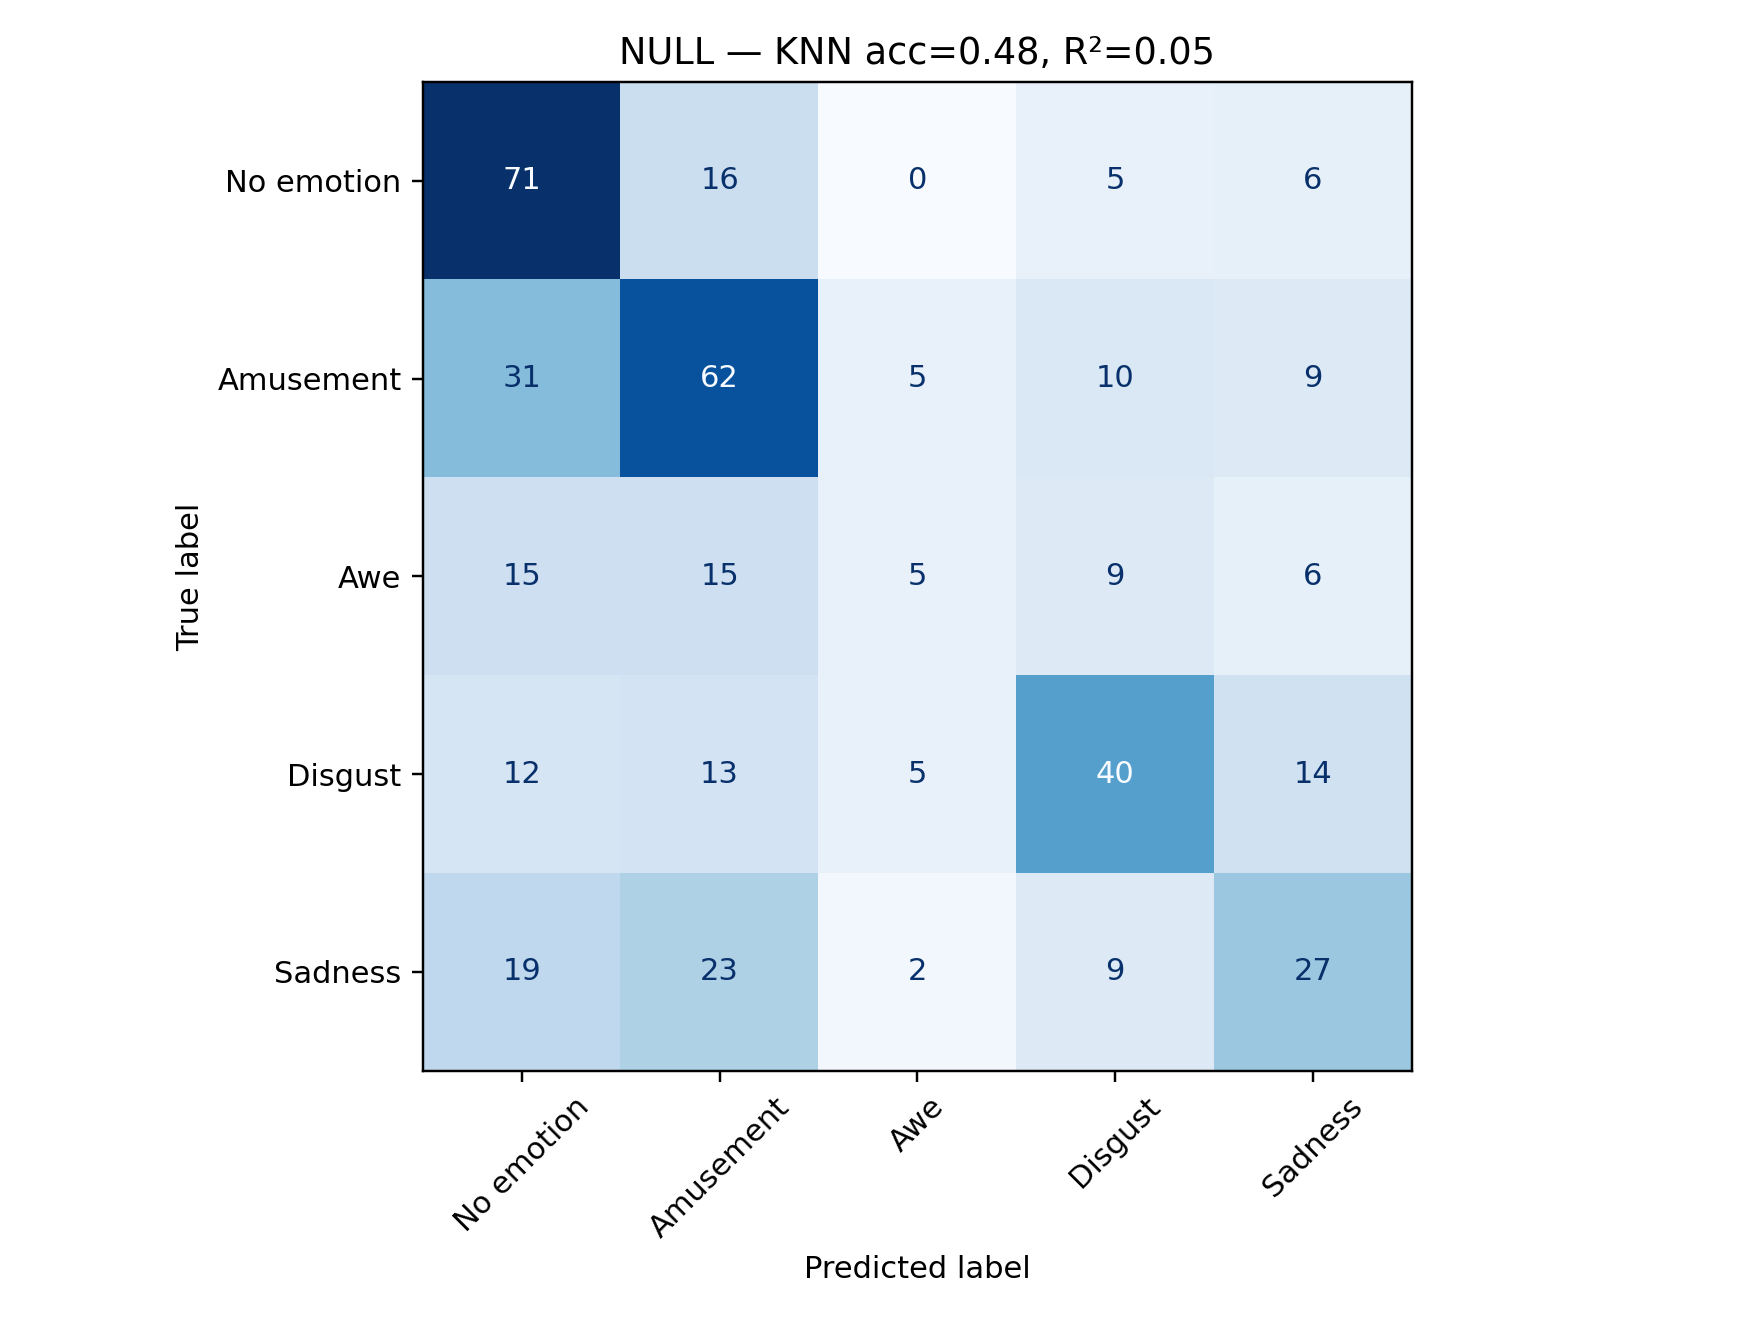 NULL — KNN acc=0.48, R²=0.05
No emotion 71 16 0 5 6
Amusement 31 62 5 10 9
Awe 15 15 5 9 6
Disgust 12 13 5 40 14
Sadness 19 23 2 9 27
True label
No emotion Amusement Awe Disgust Sadness
Predicted label